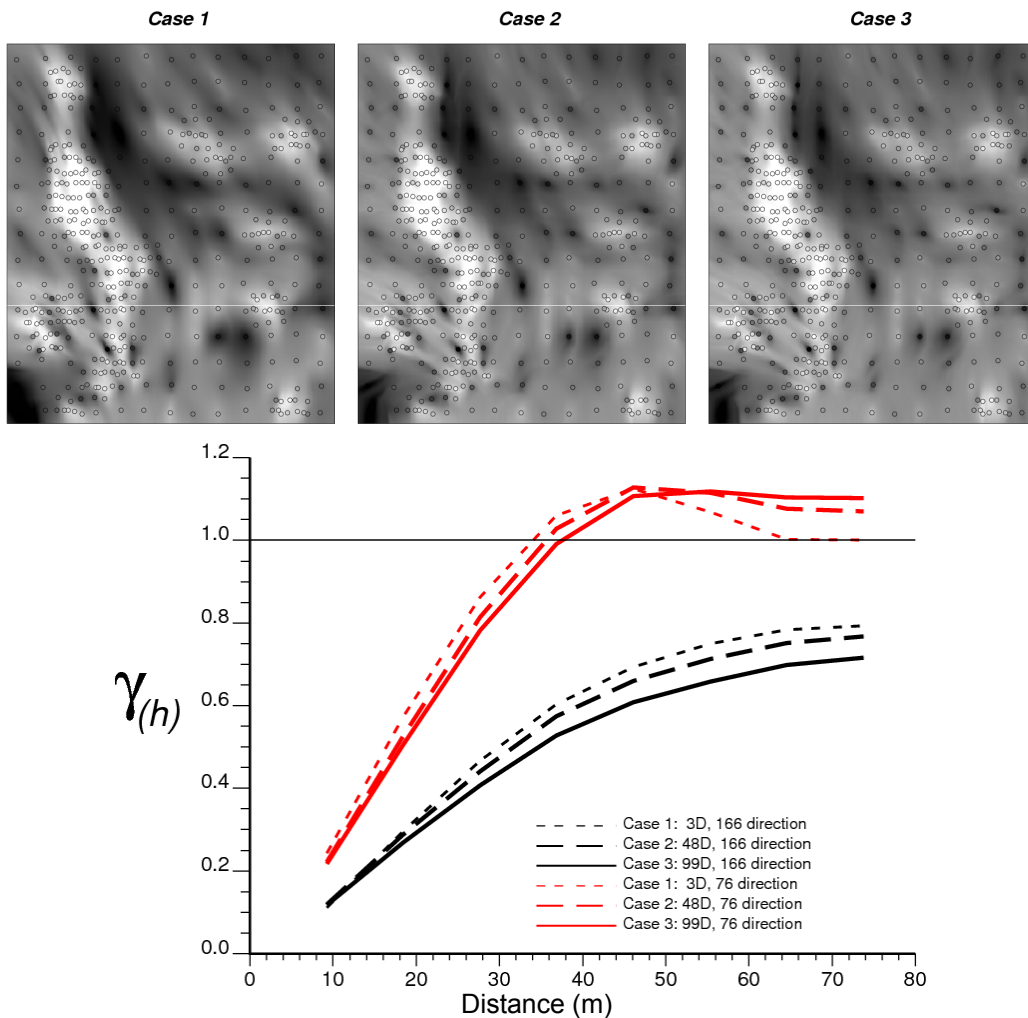 Case 1
Case 2
Case 3
1.2
1.0
0.8
0.6
0.4
0.2
0.0
γ(h)
0
10
20
30
40
50
60
70
80
Distance (m)
Case 1: 3D, 166 direction
Case 2: 48D, 166 direction
Case 3: 99D, 166 direction
Case 1: 3D, 76 direction
Case 2: 48D, 76 direction
Case 3: 99D, 76 direction